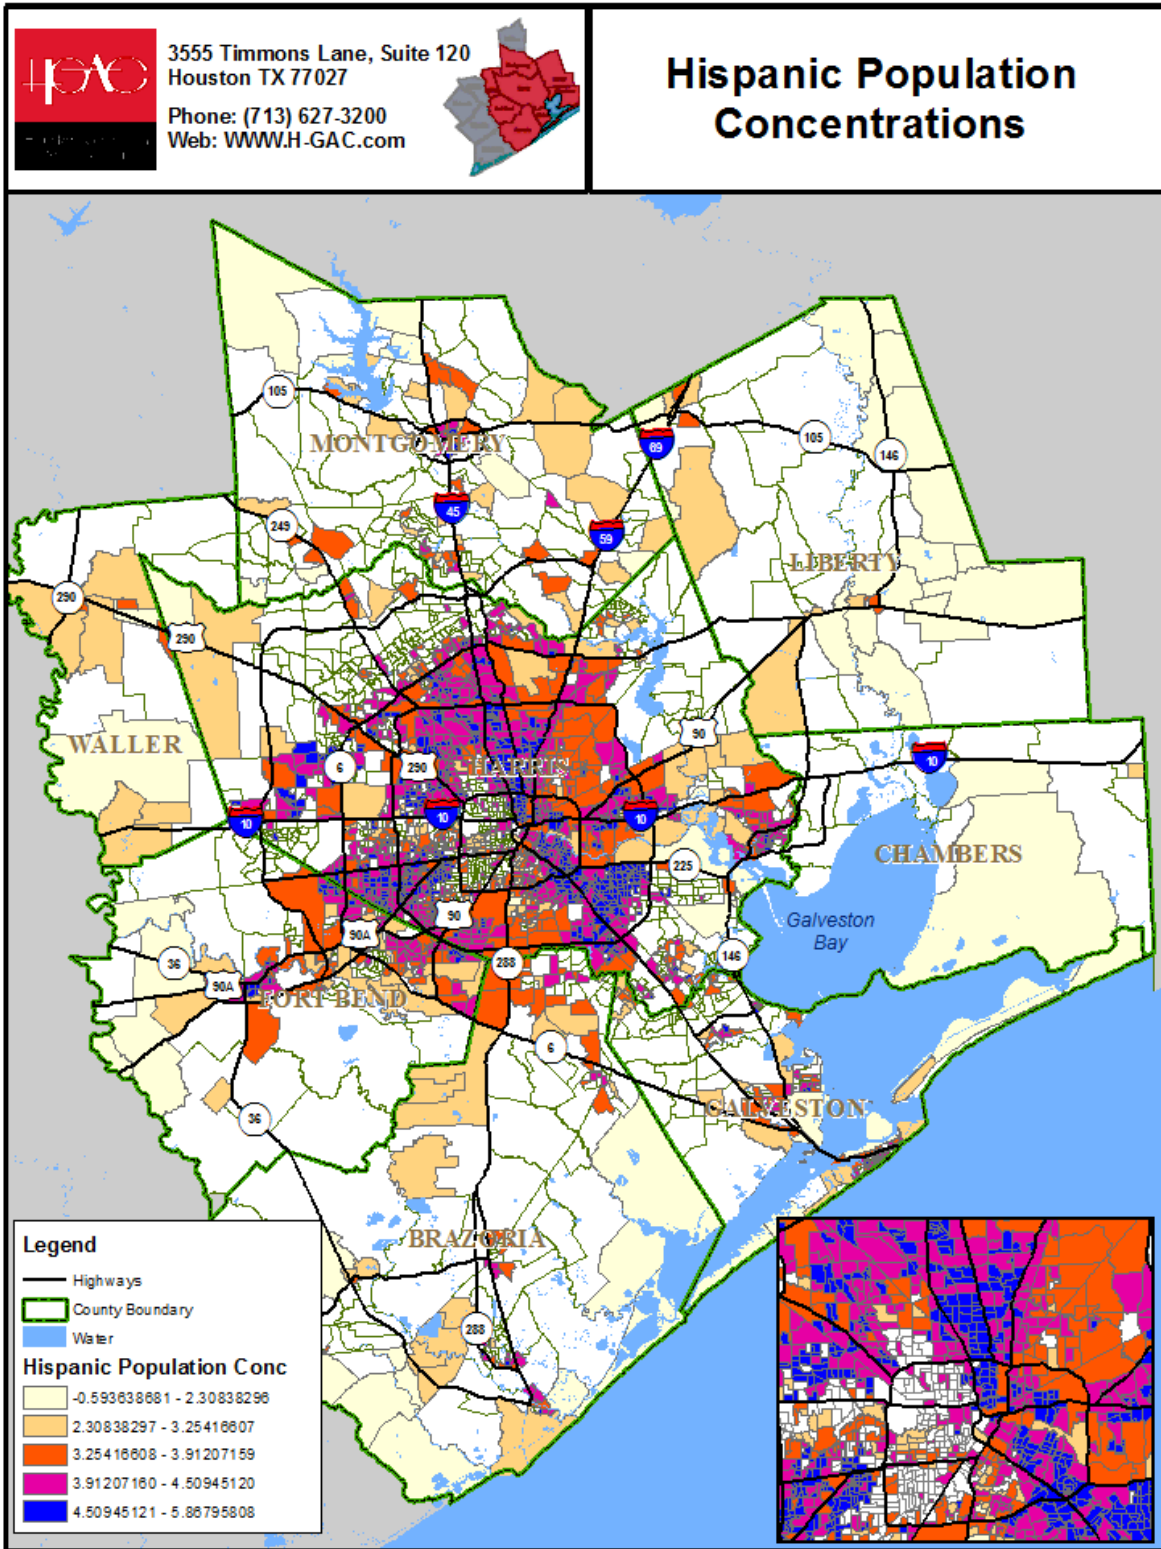 HGAC
3555 Timmons Lane, Suite 120
Houston TX 77027
Phone: (713) 627-3200
Web: WWW.H-GAC.com
Hispanic Population
Concentrations
105
MONTGOMERY
69
105
146
249
45
59
LIBERTY
290
290
WALLER
6
290
HARRIS
90
10
10
10
10
CHAMBERS
225
90
90A
Galveston
Bay
36
90A
288
146
FORT BEND
6
36
GALVESTON
BRAZORIA
288
Legend
Highways
County Boundary
Water
Hispanic Population Conc
-0.593638681 - 2.30838296
2.30838297 - 3.25416607
3.25416608 - 3.91207159
3.91207160 - 4.50945120
4.50945121 - 5.86795808